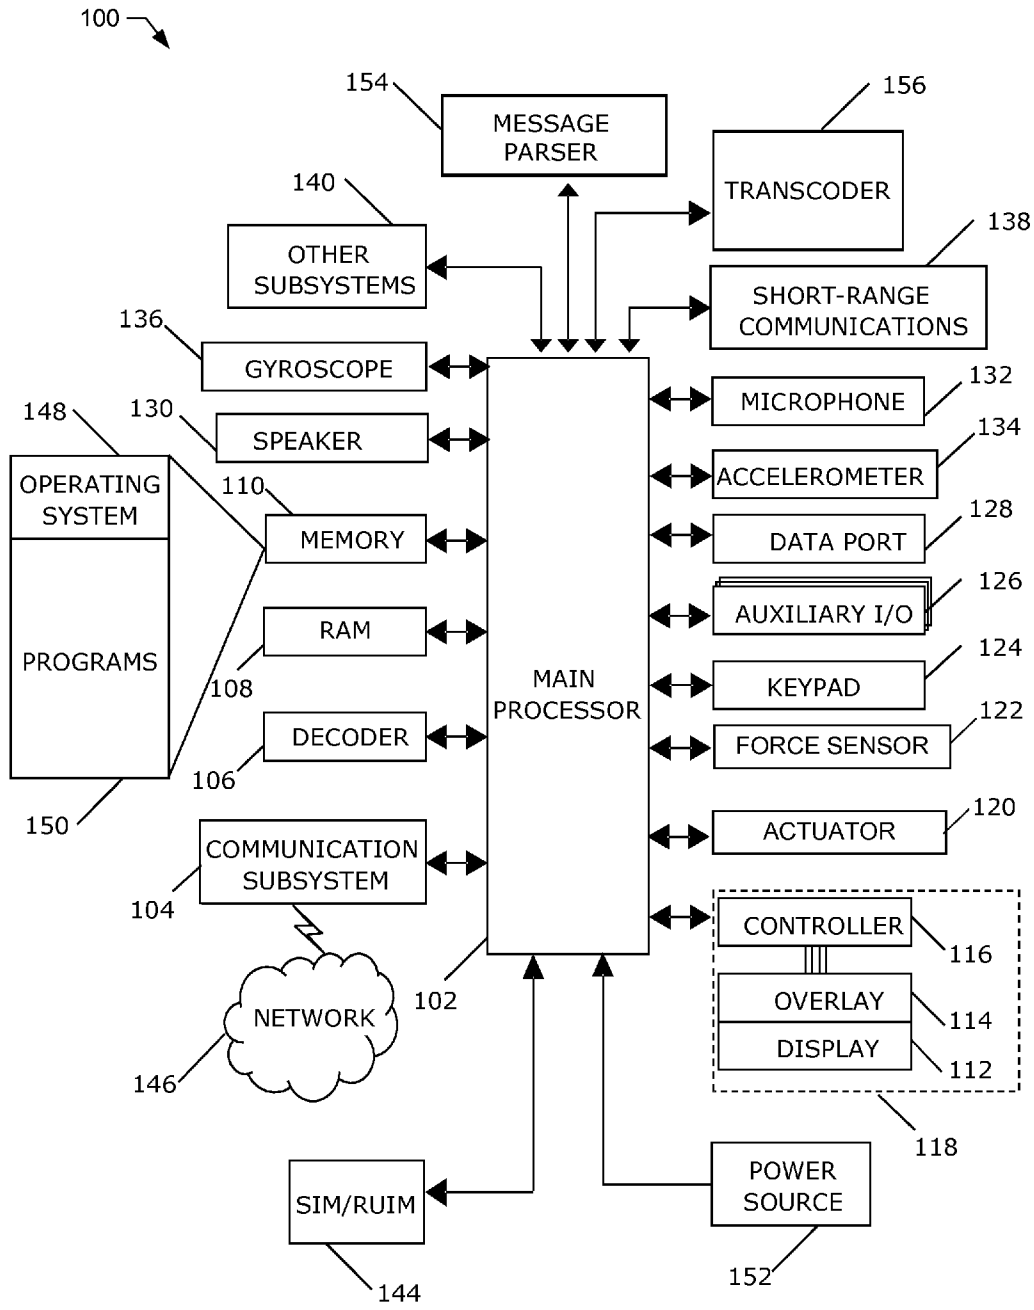 100
154
156
MESSAGE
PARSER
TRANSCODER
140
138
OTHER
SUBSYSTEMS
SHORT-RANGE
COMMUNICATIONS
136
GYROSCOPE
132
MICROPHONE
148
130
SPEAKER
134
ACCELEROMETER
OPERATING
SYSTEM
110
MEMORY
128
DATA PORT
126
AUXILIARY I/O
RAM
108
PROGRAMS
MAIN
PROCESSOR
124
KEYPAD
122
FORCE SENSOR
DECODER
106
150
120
ACTUATOR
COMMUNICATION
SUBSYSTEM
104
CONTROLLER
116
102
NETWORK
146
OVERLAY
114
DISPLAY
112
118
SIM/RUIM
144
POWER
SOURCE
152